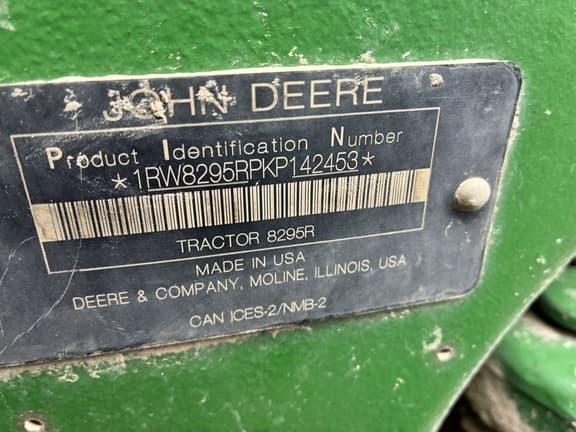 JOHN DEERE
Product Identification Number
*1RW8295RPKP142453*
TRACTOR 8295R
MADE IN USA
DEERE & COMPANY, MOLINE, ILLINOIS, USA
CAN ICES-2/NMB-2